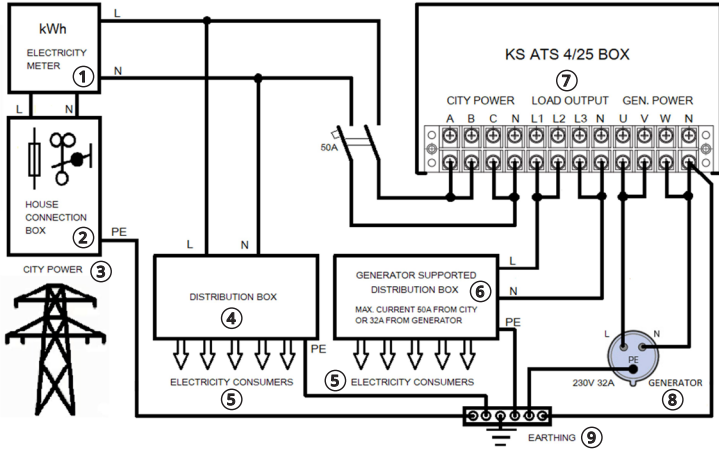 kWh
ELECTRICITY
METER
1
L
N
L N
HOUSE
CONNECTION
BOX
2
PE
CITY POWER 3
50A
KS ATS 4/25 BOX
7
CITY POWER LOAD OUTPUT GEN. POWER
A B C N L1 L2 L3 N U V W N
L N
DISTRIBUTION BOX
4
PE
ELECTRICITY CONSUMERS
5
GENERATOR SUPPORTED
DISTRIBUTION BOX
6
MAX. CURRENT 50A FROM CITY
OR 32A FROM GENERATOR
L
N
PE
5 ELECTRICITY CONSUMERS
L N
PE
230V 32A
GENERATOR
8
EARTHING 9